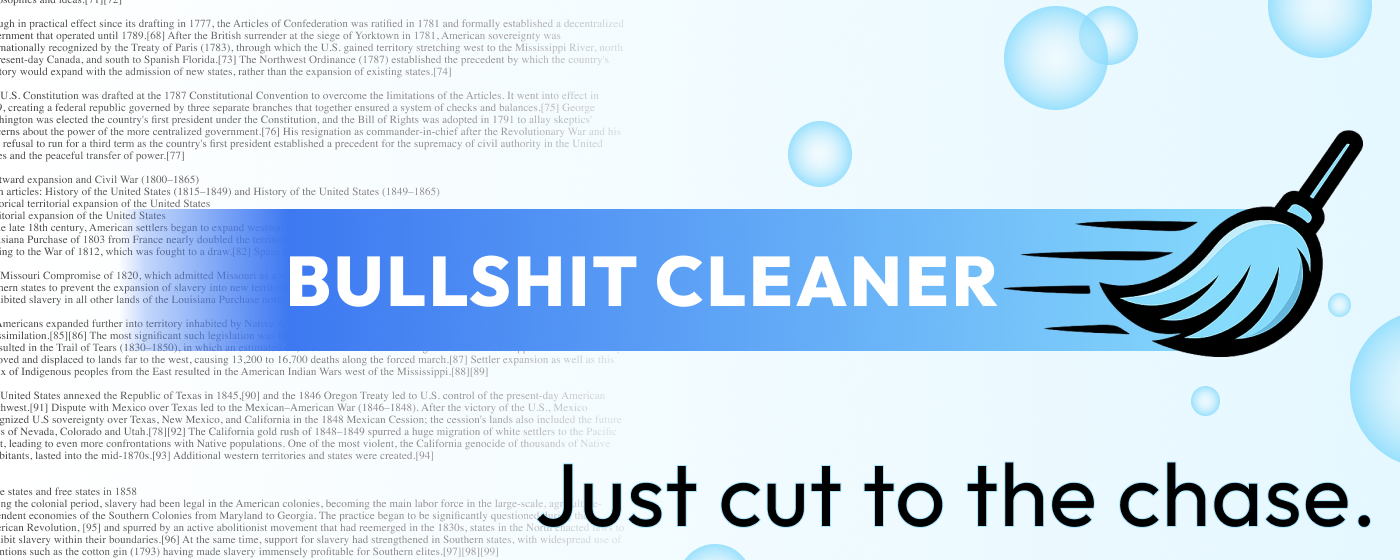 ugh in practical effect since its drafting in 1777, the Articles of Confederation was ratified in 1781 and formally established a decentralized
ernment that operated until 1789.[68] After the British surrender at the siege of Yorktown in 1781, American sovereignty was
rnationally recognized by the Treaty of Paris (1783), through which the U.S. gained territory stretching west to the Mississippi River, north
resent-day Canada, and south to Spanish Florida.[73] The Northwest Ordinance (1787) established the precedent by which the country's
tory would expand with the admission of new states, rather than the expansion of existing states.[74]
U.S. Constitution was drafted at the 1787 Constitutional Convention to overcome the limitations of the Articles. It went into effect in
9, creating a federal republic governed by three separate branches that together ensured a system of checks and balances.[75] George
hington was elected the country's first president under the Constitution, and the Bill of Rights was adopted in 1791 to allay skeptics'
erns about the power of the more centralized government.[76] His resignation as commander-in-chief after the Revolutionary War and his
refusal to run for a third term as the country's first president established a precedent for the supremacy of civil authority in the United
es and the peaceful transfer of power.[77]
tward expansion and Civil War (1800–1865)
n articles: History of the United States (1815–1849) and History of the United States (1849–1865)
orical territorial expansion of the United States
itorial expansion of the United States
e late 18th century, American settlers began to expand
siana Purchase of 1803 from France nearly doubled the
ing to the War of 1812, which was fought to a draw.[82]
Missouri Compromise of 1820, which admitted Missouri
hern states to prevent the expansion of slavery into new
hibited slavery in all other lands of the Louisiana Purchase
BULLSHIT CLEANER
Americans expanded further into territory inhabited by
ssimilation.[85][86] The most significant such legislation
sulted in the Trail of Tears (1830–1850), in which an
oved and displaced to lands far to the west, causing 13,200 to 16,700 deaths along the forced march.[87] Settler expansion as well as this
x of Indigenous peoples from the East resulted in the American Indian Wars west of the Mississippi.[88][89]
United States annexed the Republic of Texas in 1845,[90] and the 1846 Oregon Treaty led to U.S. control of the present-day American
hwest.[91] Dispute with Mexico over Texas led to the Mexican–American War (1846–1848). After the victory of the U.S., Mexico
gnized U.S sovereignty over Texas, New Mexico, and California in the 1848 Mexican Cession; the cession's lands also included the future
s of Nevada, Colorado and Utah.[78][92] The California gold rush of 1848–1849 spurred a huge migration of white settlers to the Pacific
t, leading to even more confrontations with Native populations. One of the most violent, the California genocide of thousands of Native
bitants, lasted into the mid-1870s.[93] Additional western territories and states were created.[94]
e states and free states in 1858
ng the colonial period, slavery had been legal in the American colonies, becoming the main labor force in the large-scale,
endent economies of the Southern Colonies from Maryland to Georgia. The practice began to be significantly questioned
erican Revolution, [95] and spurred by an active abolitionist movement that had reemerged in the 1830s, states in the North enacted laws to
hibit slavery within their boundaries.[96] At the same time, support for slavery had strengthened in Southern states, with widespread use of
ntions such as the cotton gin (1793) having made slavery immensely profitable for Southern elites.[97][98][99]
Just cut to the chase.